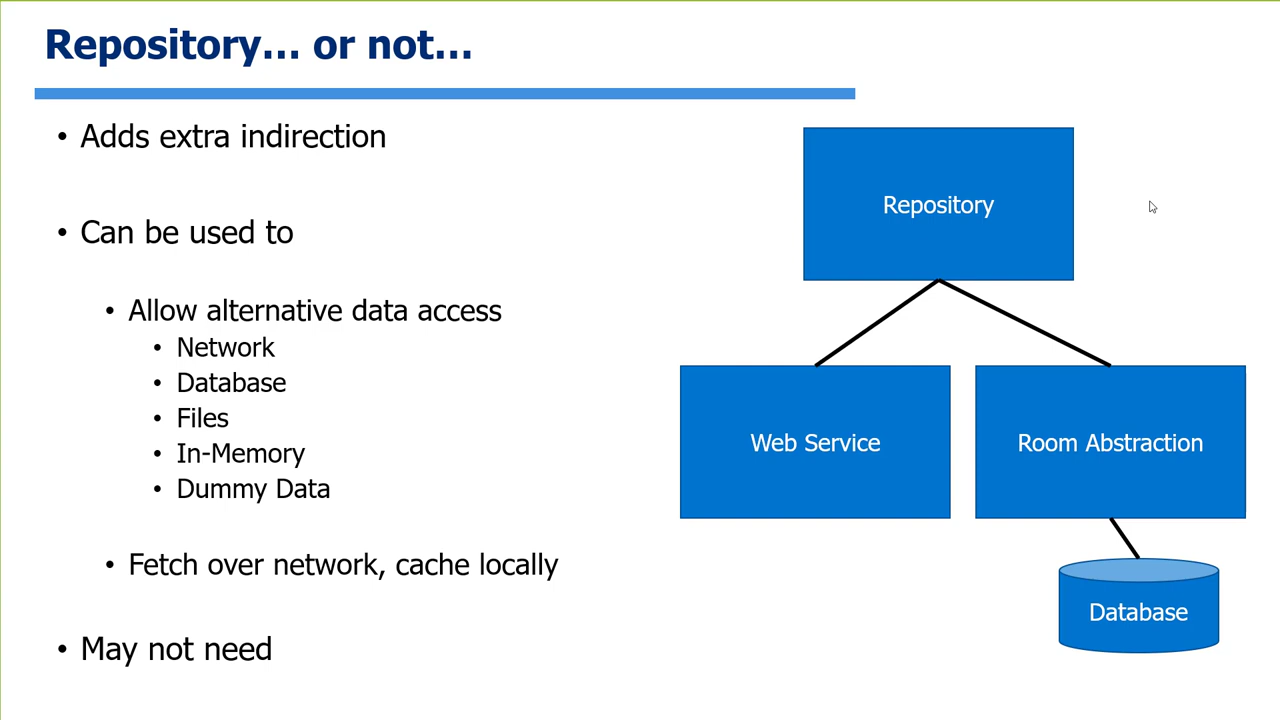 Repository... or not...
• Adds extra indirection
• Can be used to
• Allow alternative data access
• Network
• Database
• Files
• In-Memory
• Dummy Data
• Fetch over network, cache locally
• May not need
Repository
Web Service
Room Abstraction
Database